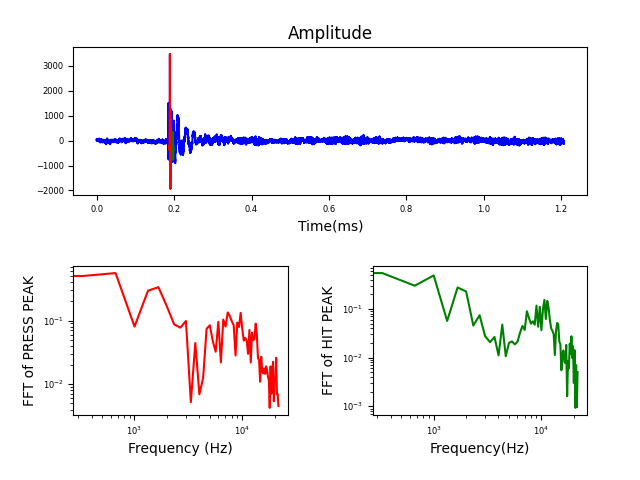 Amplitude
3000
2000
1000
0
−1000
−2000
0.0 0.2 0.4 0.6 0.8 1.0 1.2
Time(ms)
FFT of PRESS PEAK
10⁻¹
10⁻²
10³ 10⁴
Frequency (Hz)
FFT of HIT PEAK
10⁻¹
10⁻²
10⁻³
10³ 10⁴
Frequency(Hz)